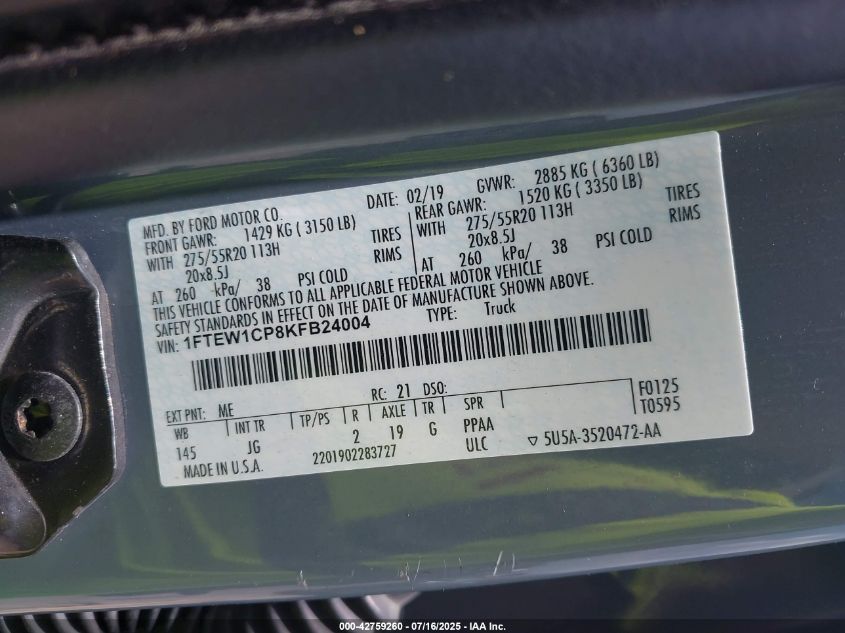 MFD. BY FORD MOTOR CO. DATE: 02/19 GVWR: 2885 KG ( 6360 LB)
FRONT GAWR: 1429 KG ( 3150 LB) REAR GAWR: 1520 KG ( 3350 LB)
WITH 275/55R20 113H TIRES WITH 275/55R20 113H TIRES
20x8.5J RIMS 20x8.5J RIMS
AT 260 kPa/ 38 PSI COLD AT 260 kPa/ 38 PSI COLD
THIS VEHICLE CONFORMS TO ALL APPLICABLE FEDERAL MOTOR VEHICLE
SAFETY STANDARDS IN EFFECT ON THE DATE OF MANUFACTURE SHOWN ABOVE.
VIN: 1FTEW1CP8KFB24004 TYPE: Truck
EXT PNT: ME RC: 21 DSO: F0125
WB INT TR TP/PS R AXLE TR SPR T0595
145 JG 2 19 G PPAA
MADE IN U.S.A. 2201902283727 ULC ▽ 5U5A-3520472-AA
000-42759260 - 07/16/2025 - IAA Inc.